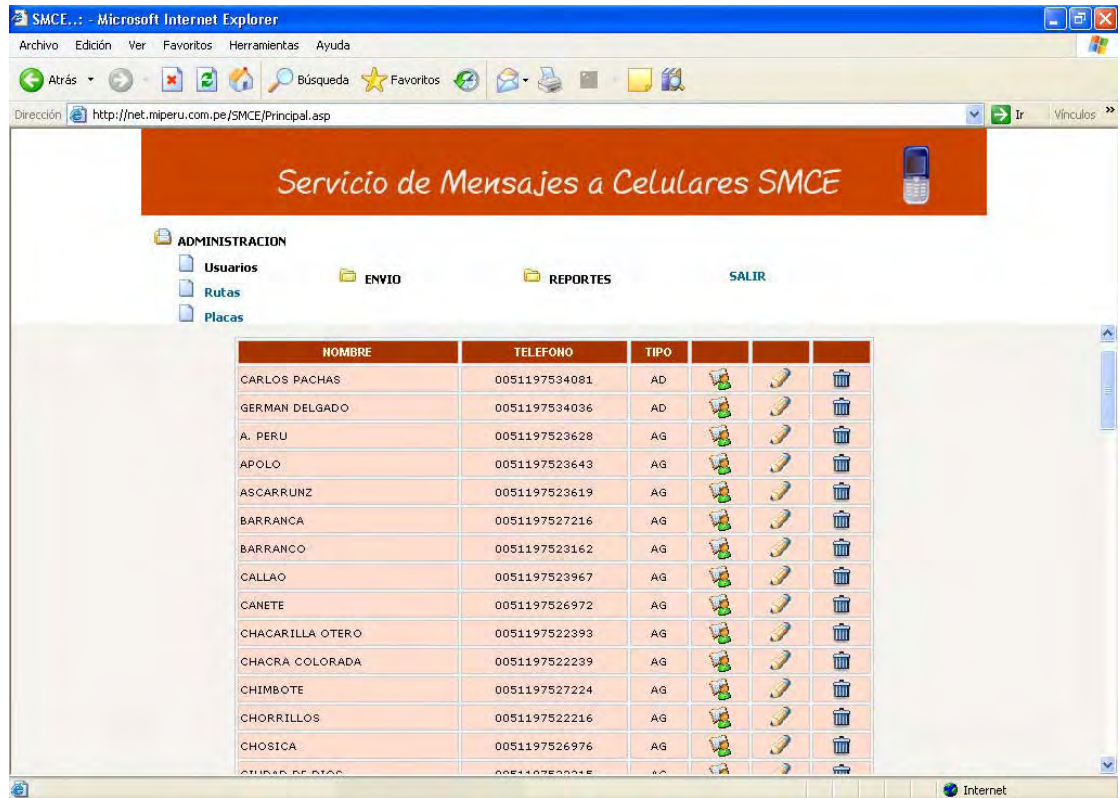 SMCE..: - Microsoft Internet Explorer
Archivo Edición Ver Favoritos Herramientas Ayuda
Atrás Búsqueda Favoritos
Dirección http://net.miperu.com.pe/SMCE/Principal.asp Ir Vínculos »
Servicio de Mensajes a Celulares SMCE
ADMINISTRACION
Usuarios
Rutas
Placas
ENVIO
REPORTES
SALIR
NOMBRE TELEFONO TIPO
CARLOS PACHAS 0051197534081 AD
GERMAN DELGADO 0051197534036 AD
A. PERU 0051197523628 AG
APOLO 0051197523643 AG
ASCARRUNZ 0051197523619 AG
BARRANCA 0051197527216 AG
BARRANCO 0051197523162 AG
CALLAO 0051197523967 AG
CANETE 0051197526972 AG
CHACARILLA OTERO 0051197522393 AG
CHACRA COLORADA 0051197522239 AG
CHIMBOTE 0051197527224 AG
CHORRILLOS 0051197522216 AG
CHOSICA 0051197526976 AG
CIUDAD DE DIOS AG
Internet